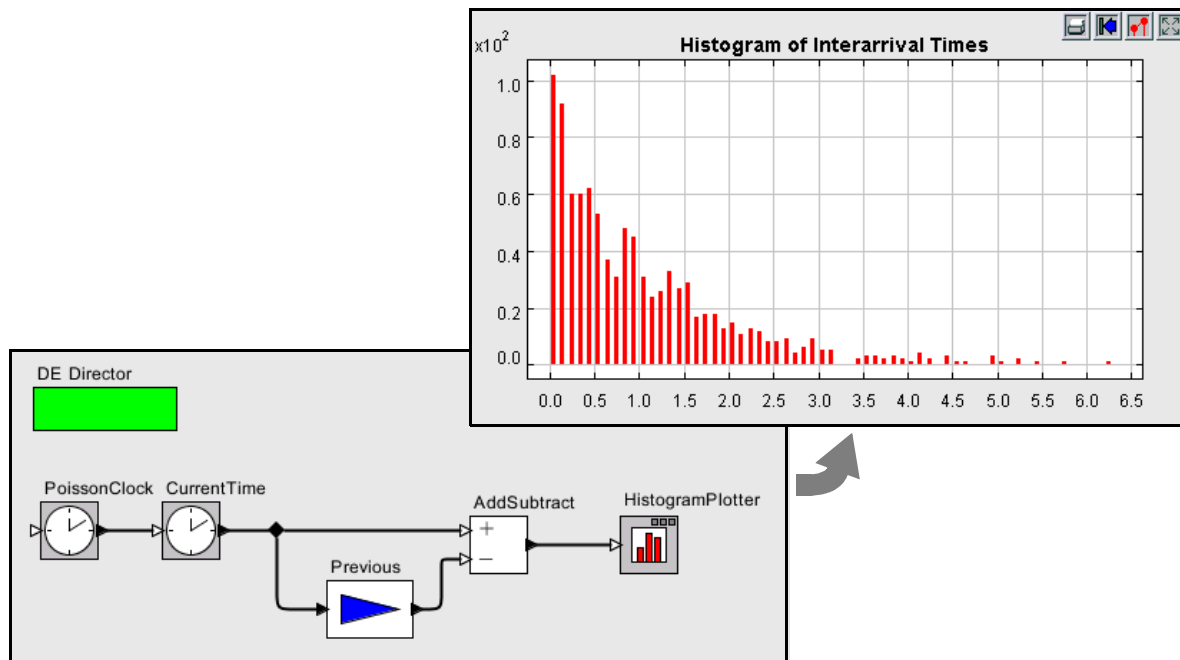 x10²
Histogram of Interarrival Times
1.0
0.8
0.6
0.4
0.2
0.0
0.0 0.5 1.0 1.5 2.0 2.5 3.0 3.5 4.0 4.5 5.0 5.5 6.0 6.5
DE Director
PoissonClock CurrentTime
AddSubtract
HistogramPlotter
+
−
Previous